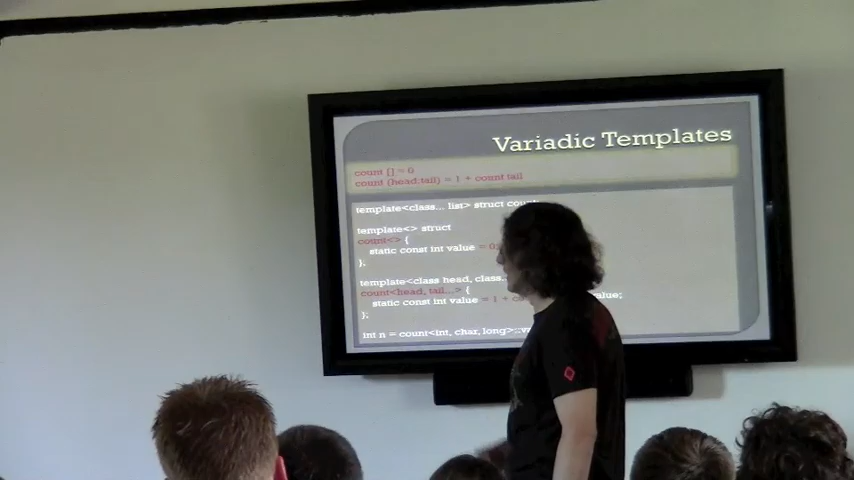 Variadic Templates
count [] = 0
count (head:tail) = 1 + count tail
template<class... list> struct count
template<> struct
count<> {
static const int value = 0;
};
template<class head, class...
count<head, tail...> {
static const int value = 1 + value;
};
int n = count<int, char, long>::